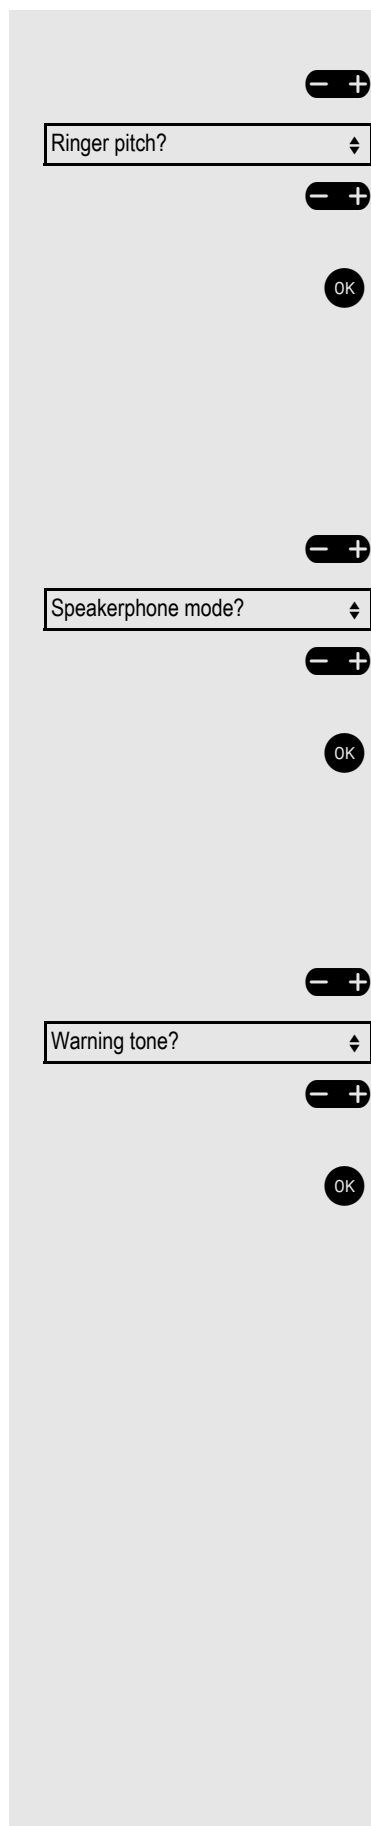 − +
Ringer pitch?
− +
OK
− +
Speakerphone mode?
− +
OK
− +
Warning tone?
− +
OK